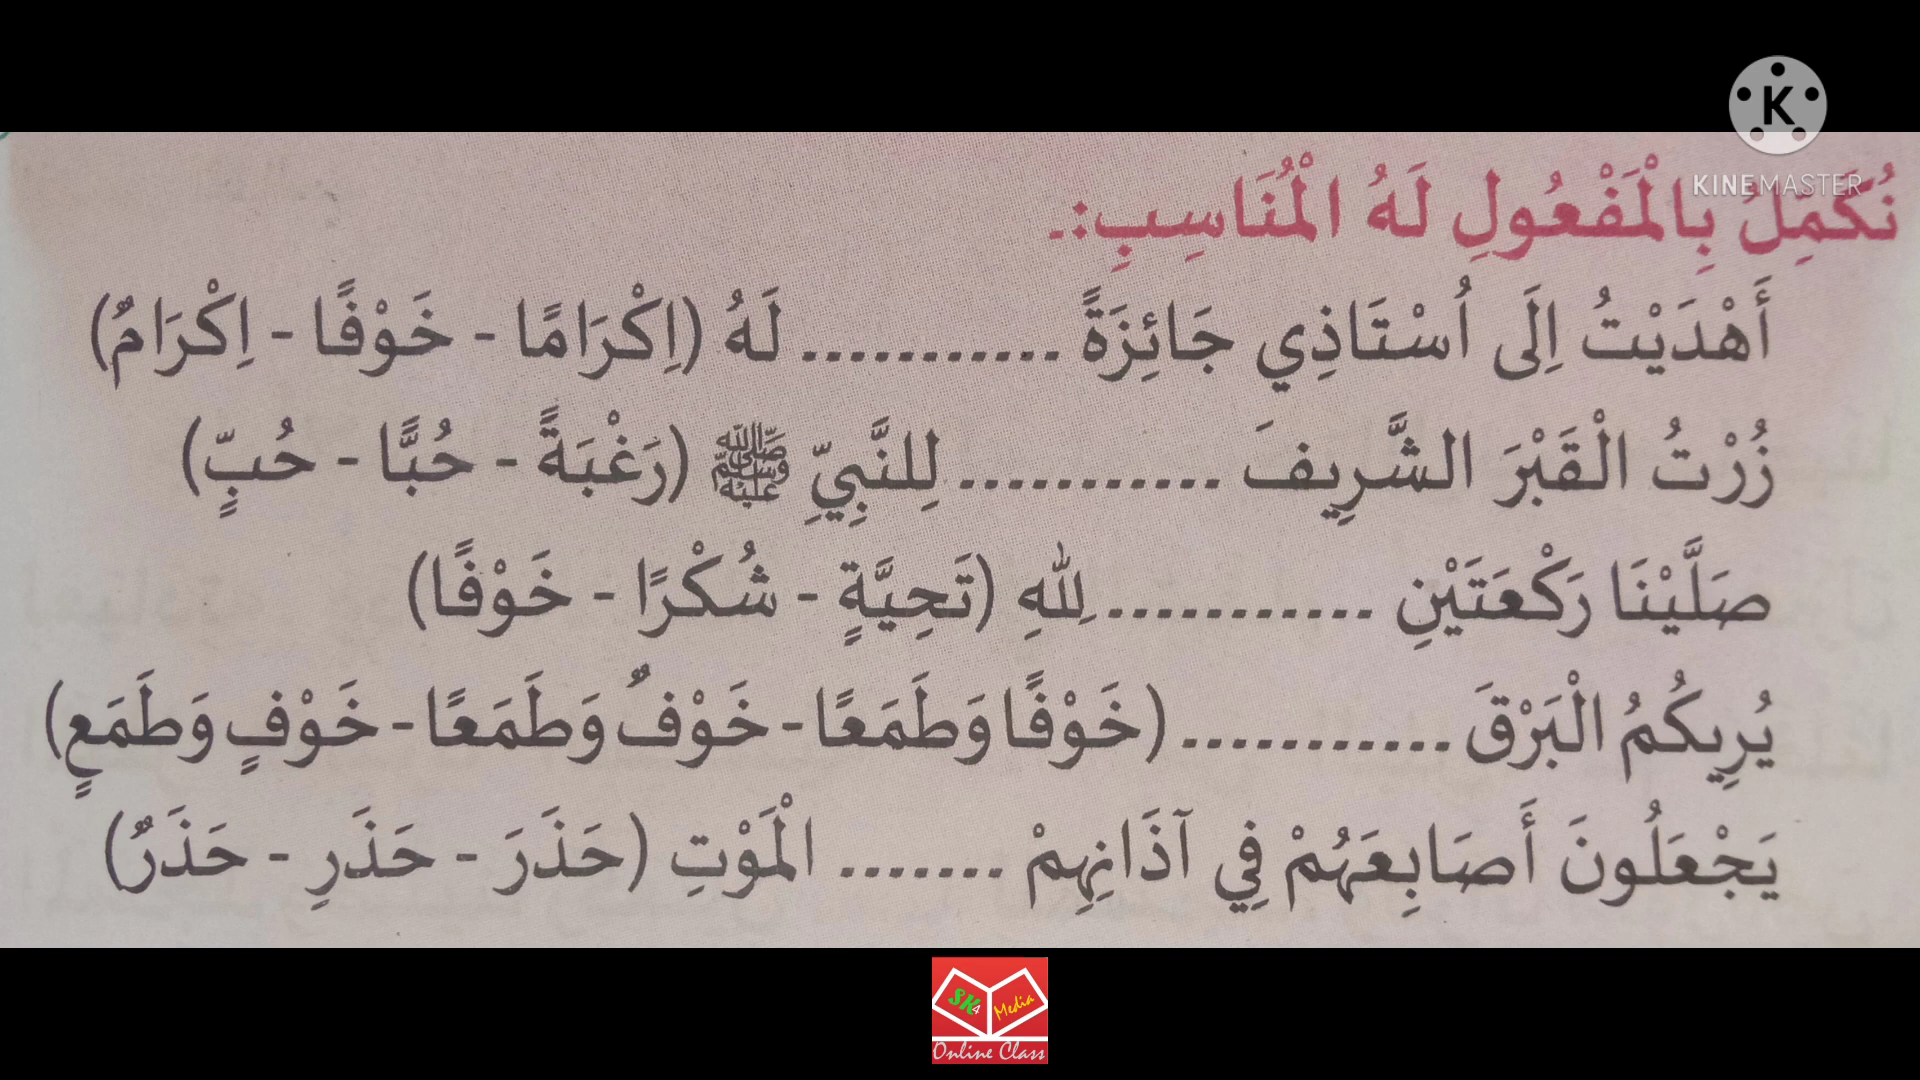 K
KINEMASTER
نُكَمِّلُ بِالْمَفْعُولِ لَهُ الْمُنَاسِبِ:-
أَهْدَيْتُ اِلَى اُسْتَاذِي جَائِزَةً ........... لَهُ (اِكْرَامًا - خَوْفًا - اِكْرَامٌ)
زُرْتُ الْقَبْرَ الشَّرِيفَ ........... لِلنَّبِيِّ ﷺ (رَغْبَةً - حُبًّا - حُبٍّ)
صَلَّيْنَا رَكْعَتَيْنِ ........... لِلهِ (تَحِيَّةٍ - شُكْرًا - خَوْفًا)
يُرِيكُمُ الْبَرْقَ ........... (خَوْفًا وَطَمَعًا - خَوْفٌ وَطَمَعًا - خَوْفٍ وَطَمَعٍ)
يَجْعَلُونَ أَصَابِعَهُمْ فِي آذَانِهِمْ ....... الْمَوْتِ (حَذَرَ - حَذَرِ - حَذَرٌ)
SK4 Media
Online Class